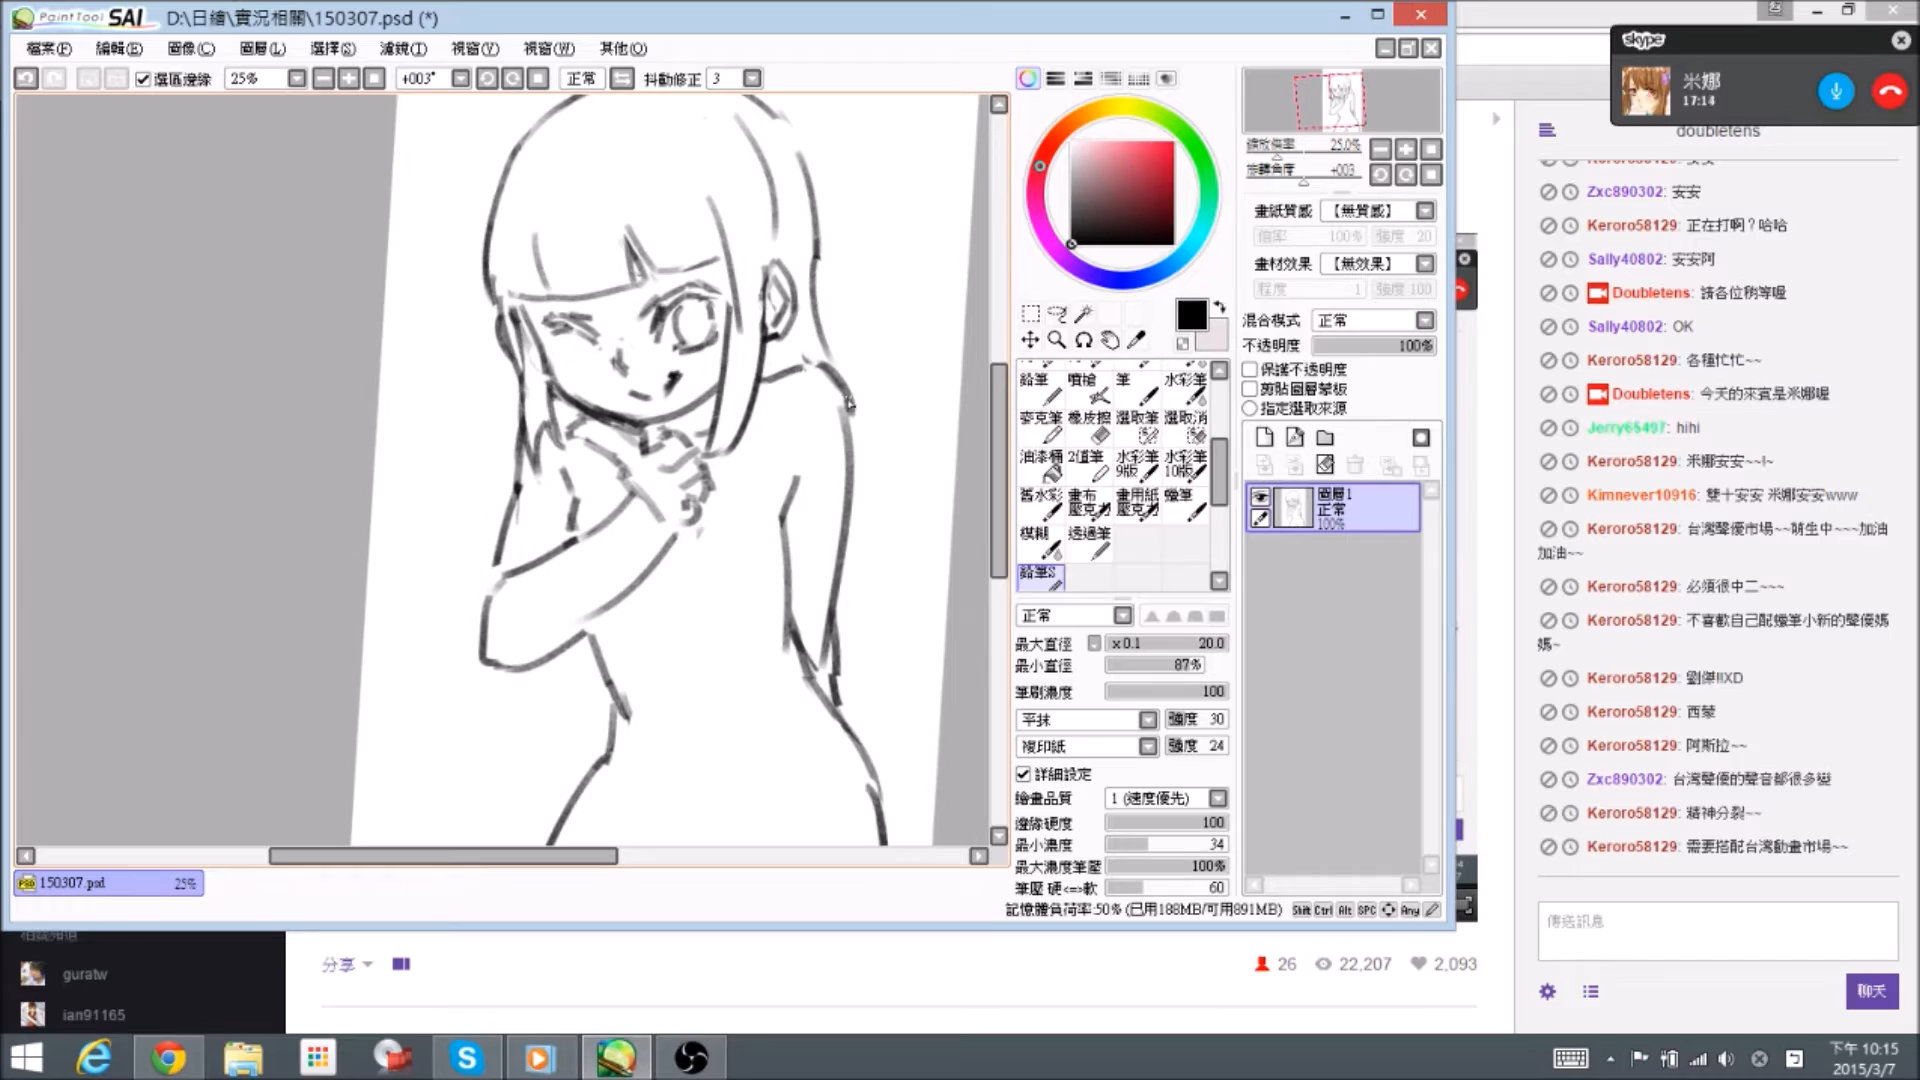 PaintTool SAI
D:\日繪\實況相關\150307.psd (*)
檔案(F) 編輯(E) 圖像(C) 圖層(L) 選擇(S) 濾鏡(T) 視窗(V) 視窗(W) 其他(O)
選區邊緣 25% +003° 正常 抖動修正 3
縮放倍率 25.0%
旋轉角度 +003
畫紙質感 【無質感】
倍率 100% 強度 20
畫材效果 【無效果】
程度 1 強度 100
混合模式 正常
不透明度 100%
保護不透明度
剪貼圖層蒙板
指定選取來源
圖層1
正常
100%
鉛筆 噴槍 筆 水彩筆
麥克筆 橡皮擦 選取筆 選取消
油漆桶 2值筆 水彩筆9版 水彩筆10版
舊水彩 畫布壓克力 畫用紙壓克力 蠟筆
模糊 透過筆
鉛筆S
正常
最大直徑 x0.1 20.0
最小直徑 87%
筆刷濃度 100
平抹 強度 30
複印紙 強度 24
詳細設定
繪畫品質 1 (速度優先)
邊緣硬度 100
最小濃度 34
最大濃度筆壓 100%
筆壓 硬<=>軟 60
記憶體負荷率:50% (已用188MB/可用891MB) Shift Ctrl Alt SPC Any
150307.psd 25%
skype
米娜
17:14
doubletens
Zxc890302: 安安
Keroro58129: 正在打啊？哈哈
Sally40802: 安安阿
Doubletens: 請各位稍等喔
Sally40802: OK
Keroro58129: 各種忙忙~~
Doubletens: 今天的來賓是米娜喔
Jerry65497: hihi
Keroro58129: 米娜安安~~!~
Kimnever10916: 雙十安安 米娜安安www
Keroro58129: 台灣聲優市場~~萌生中~~~加油
加油~~
Keroro58129: 必須很中二~~~
Keroro58129: 不喜歡自己配蠟筆小新的聲優媽
媽~
Keroro58129: 劉傑!!XD
Keroro58129: 西蒙
Keroro58129: 阿斯拉~~
Zxc890302: 台灣聲優的聲音都很多變
Keroro58129: 精神分裂~~
Keroro58129: 需要搭配台灣動畫市場~~
傳送訊息
聊天
分享
26 22,207 2,093
guratw
ian91165
下午 10:15
2015/3/7